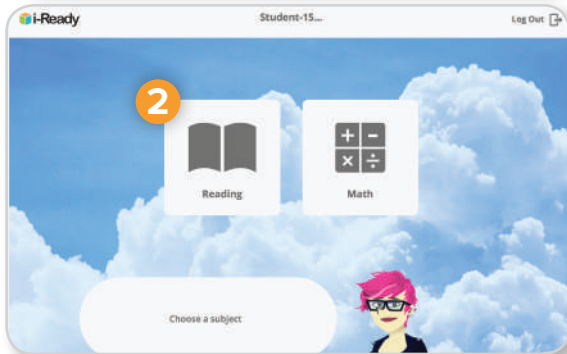 i-Ready
Student-15...
Log Out
2
Reading
Math
+ −
× ÷
Choose a subject